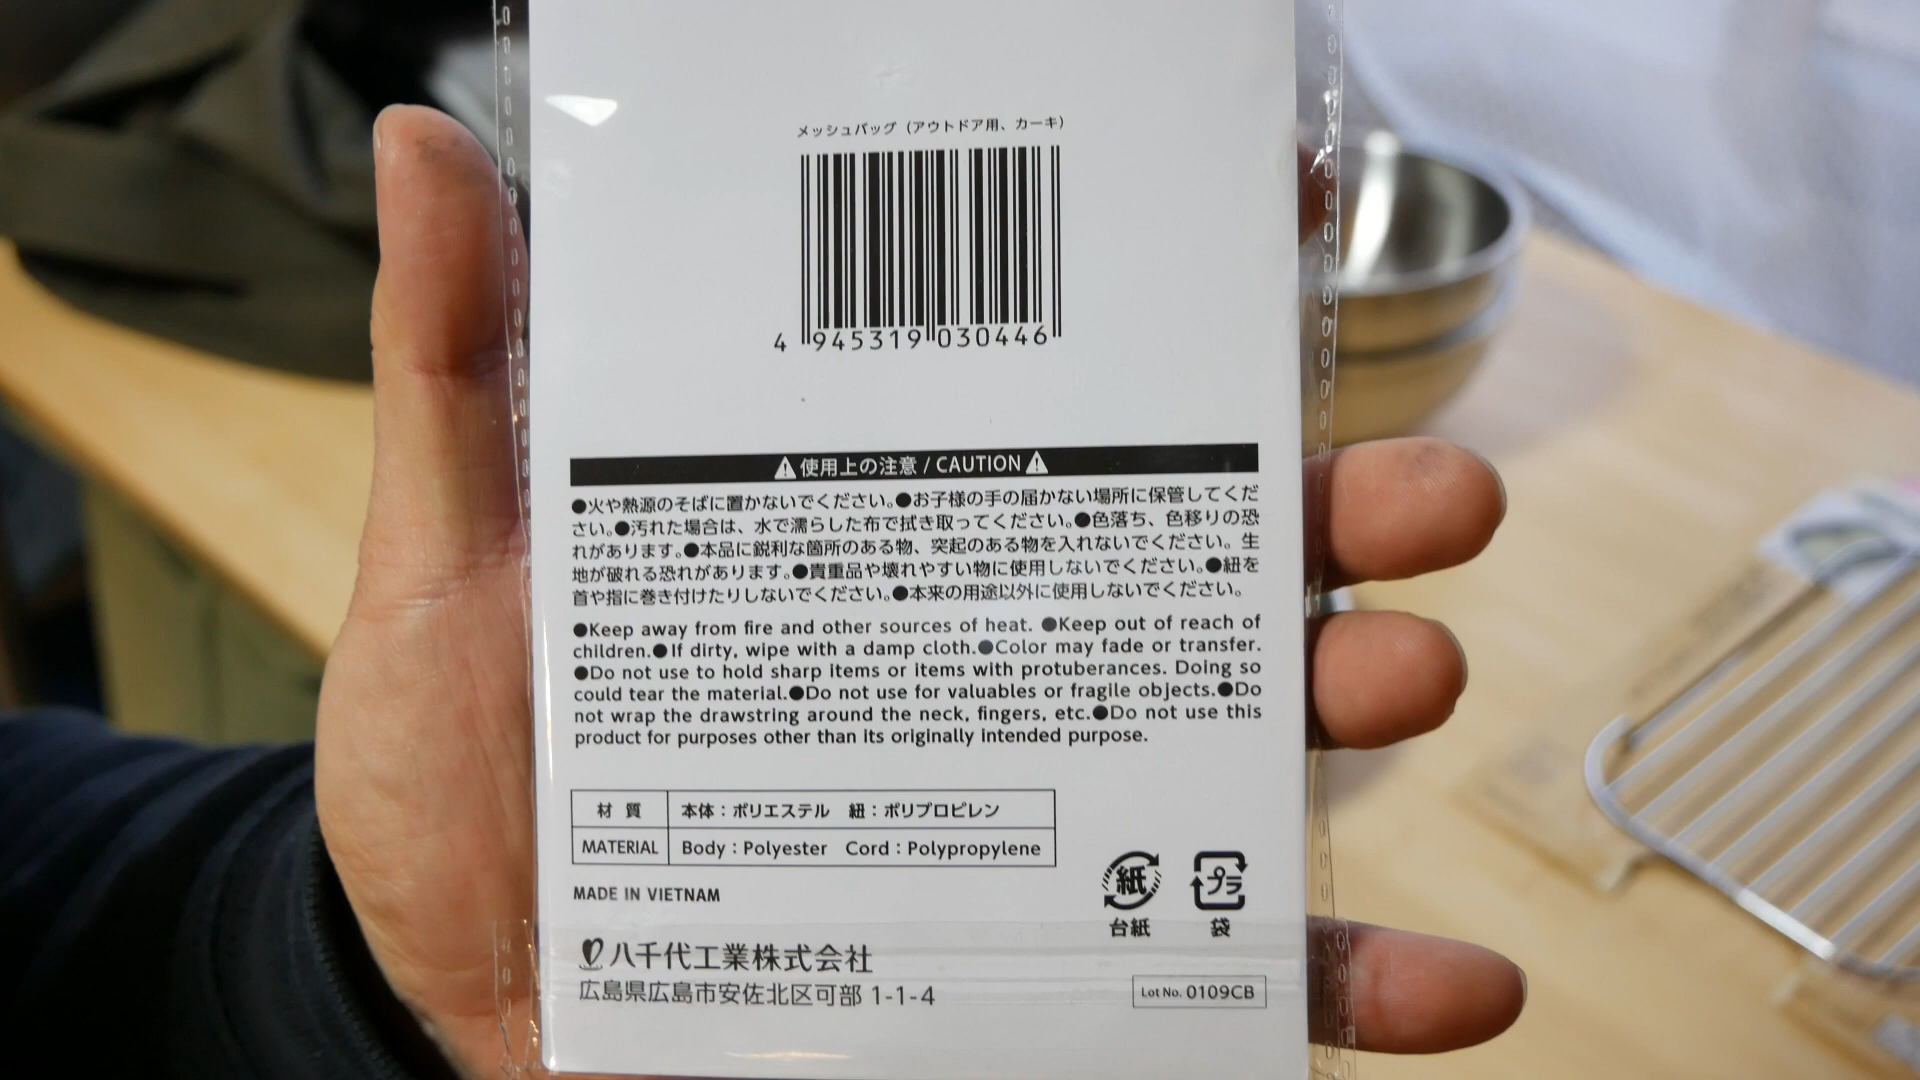 メッシュバッグ（アウトドア用、カーキ）
4 945319 030446
使用上の注意 / CAUTION
●火や熱源のそばに置かないでください。●お子様の手の届かない場所に保管してくだ
さい。●汚れた場合は、水で濡らした布で拭き取ってください。●色落ち、色移りの恐
れがあります。●本品に鋭利な箇所のある物、突起のある物を入れないでください。生
地が破れる恐れがあります。●貴重品や壊れやすい物に使用しないでください。●紐を
首や指に巻き付けたりしないでください。●本来の用途以外に使用しないでください。
●Keep away from fire and other sources of heat. ●Keep out of reach of
children.●If dirty, wipe with a damp cloth.●Color may fade or transfer.
●Do not use to hold sharp items or items with protuberances. Doing so
could tear the material.●Do not use for valuables or fragile objects.●Do
not wrap the drawstring around the neck, fingers, etc.●Do not use this
product for purposes other than its originally intended purpose.
材質 本体：ポリエステル 紐：ポリプロピレン
MATERIAL Body：Polyester Cord：Polypropylene
MADE IN VIETNAM
紙 プラ
台紙 袋
八千代工業株式会社
広島県広島市安佐北区可部 1-1-4
Lot No. 0109CB